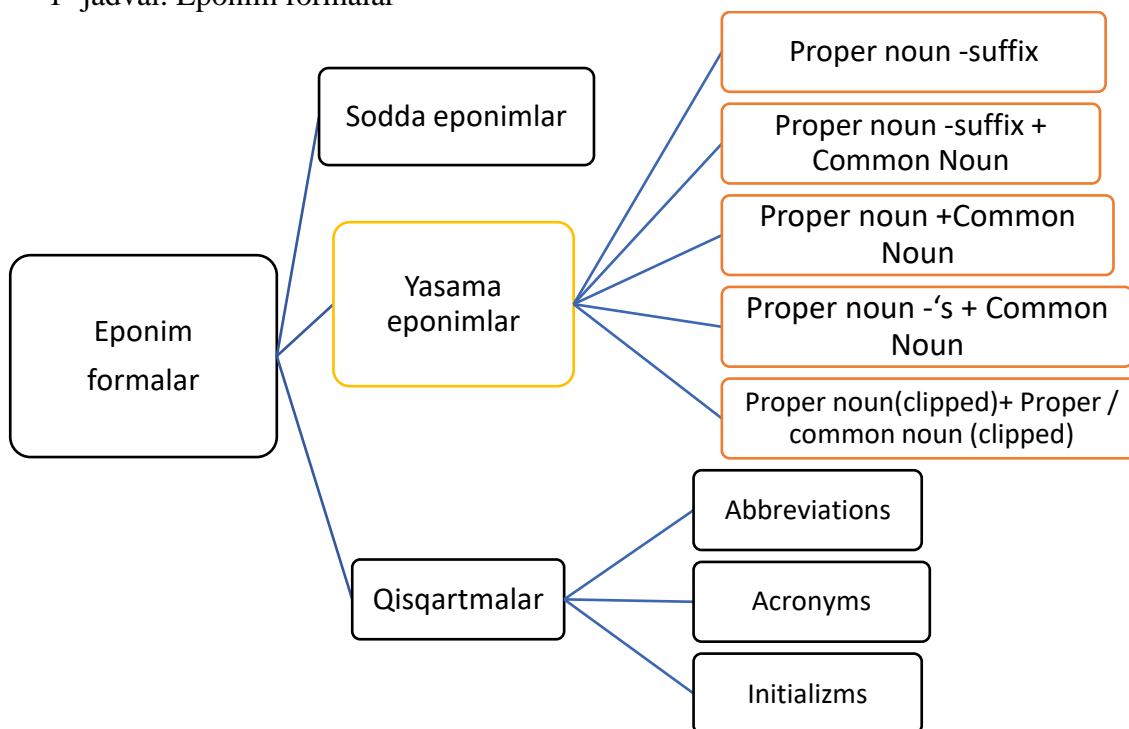 1- jadval. Eponim formalar
Proper noun -suffix
Sodda eponimlar
Proper noun -suffix +
Common Noun
Proper noun +Common
Noun
Yasama
eponimlar
Proper noun -‘s + Common
Noun
Eponim
formalar
Proper noun(clipped)+ Proper /
common noun (clipped)
Abbreviations
Qisqartmalar
Acronyms
Initializms